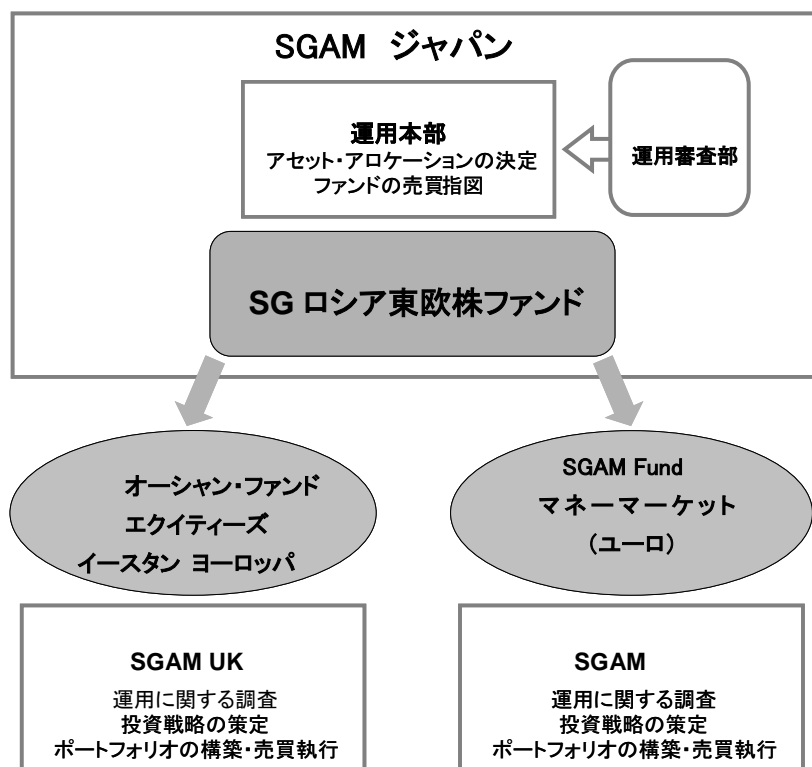 SGAM ジャパン
運用本部
アセット・アロケーションの決定
ファンドの売買指図
運用審査部
SG ロシア東欧株ファンド
オーシャン・ファンド
エクイティーズ
イースタン ヨーロッパ
SGAM Fund
マネーマーケット
(ユーロ)
SGAM UK
運用に関する調査
投資戦略の策定
ポートフォリオの構築・売買執行
SGAM
運用に関する調査
投資戦略の策定
ポートフォリオの構築・売買執行